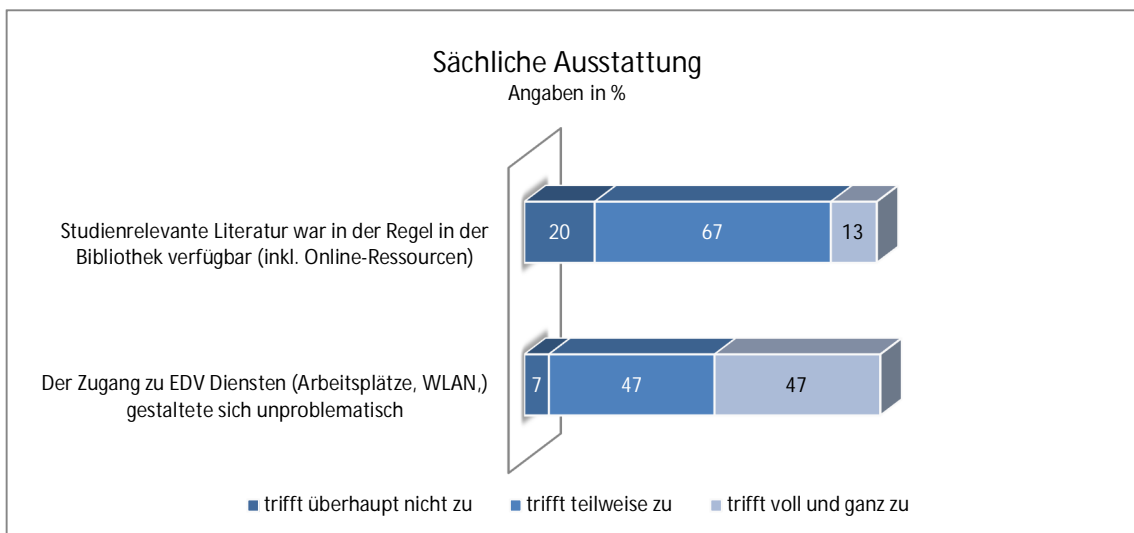 Sächliche Ausstattung
Angaben in %
Studienrelevante Literatur war in der Regel in der
Bibliothek verfügbar (inkl. Online-Ressourcen)
20 67 13
Der Zugang zu EDV Diensten (Arbeitsplätze, WLAN,)
gestaltete sich unproblematisch
7 47 47
trifft überhaupt nicht zu trifft teilweise zu trifft voll und ganz zu